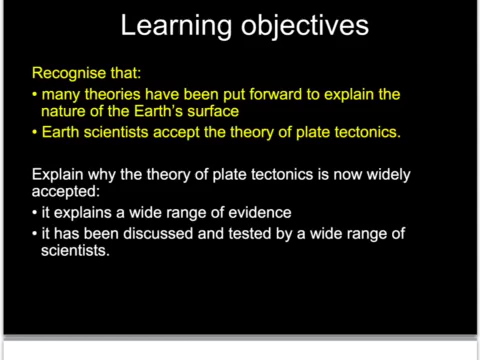 Learning objectives
Recognise that:
• many theories have been put forward to explain the
nature of the Earth's surface
• Earth scientists accept the theory of plate tectonics.
Explain why the theory of plate tectonics is now widely
accepted:
• it explains a wide range of evidence
• it has been discussed and tested by a wide range of
scientists.